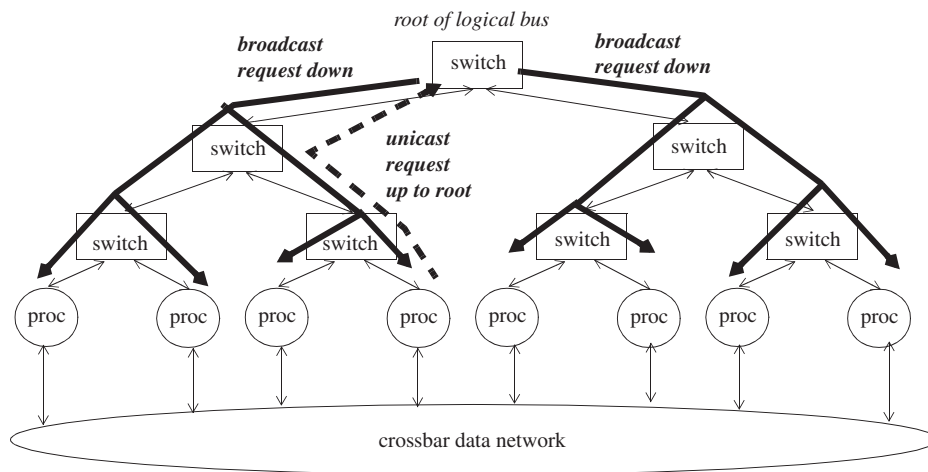 root of logical bus
broadcast
request down
switch
broadcast
request down
switch
unicast
request
up to root
switch
switch
switch
switch
switch
proc
proc
proc
proc
proc
proc
proc
proc
crossbar data network